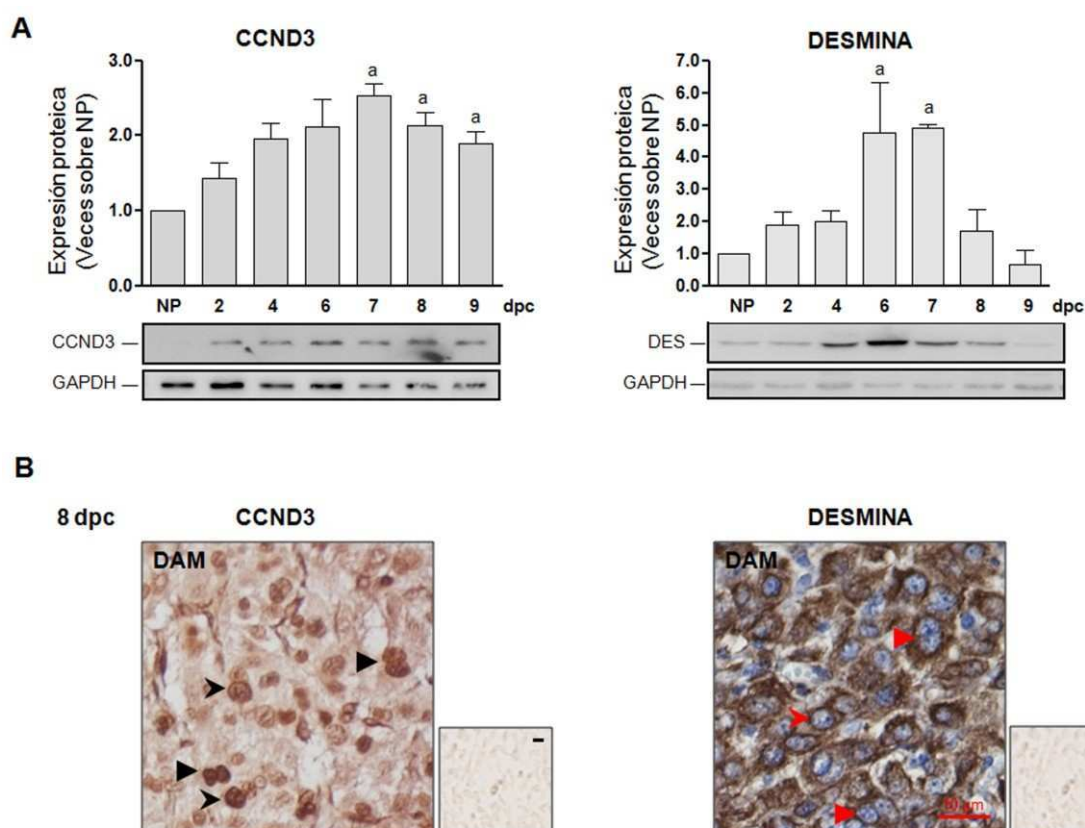 A
CCND3
Expresión proteica
(Veces sobre NP)
3.0
2.0
1.0
0.0
a
a
a
NP 2 4 6 7 8 9 dpc
CCND3
GAPDH
DESMINA
Expresión proteica
(Veces sobre NP)
7.0
6.0
5.0
4.0
3.0
2.0
1.0
0.0
a
a
NP 2 4 6 7 8 9 dpc
DES
GAPDH
B
8 dpc
CCND3
DAM
DESMINA
DAM